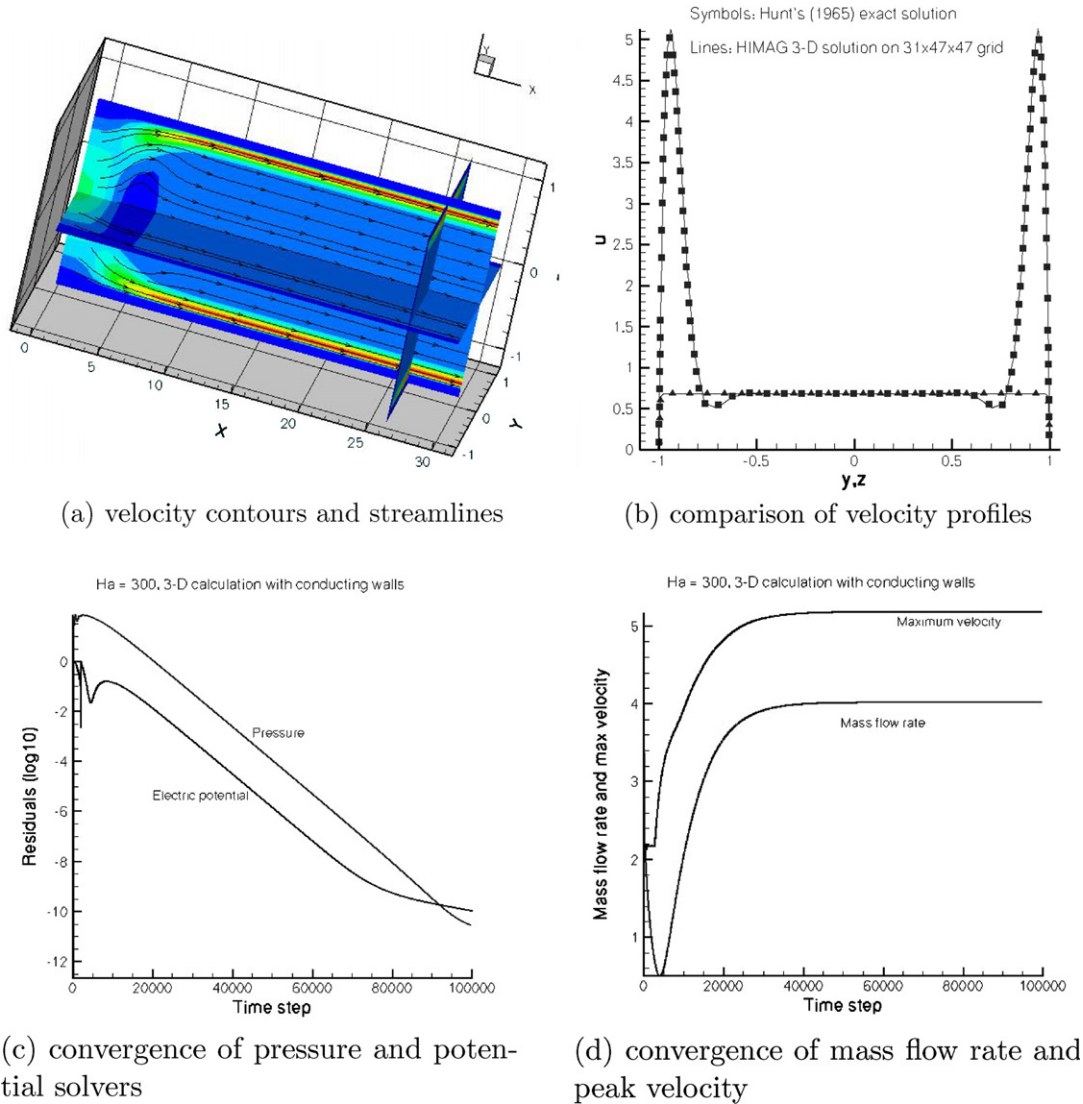 Y
X
1
0
-1
1
0
-1
0
5
10
15
20
25
30
X
Y
(a) velocity contours and streamlines
Symbols: Hunt's (1965) exact solution
Lines: HIMAG 3-D solution on 31x47x47 grid
5
4.5
4
3.5
3
2.5
2
1.5
1
0.5
0
u
-1
-0.5
0
0.5
1
y,z
(b) comparison of velocity profiles
Ha = 300, 3-D calculation with conducting walls
0
-2
-4
-6
-8
-10
-12
Residuals (log10)
Pressure
Electric potential
0
20000
40000
60000
80000
100000
Time step
(c) convergence of pressure and poten-
tial solvers
Ha = 300, 3-D calculation with conducting walls
5
4
3
2
1
Mass flow rate and max velocity
Maximum velocity
Mass flow rate
0
20000
40000
60000
80000
100000
Time step
(d) convergence of mass flow rate and
peak velocity